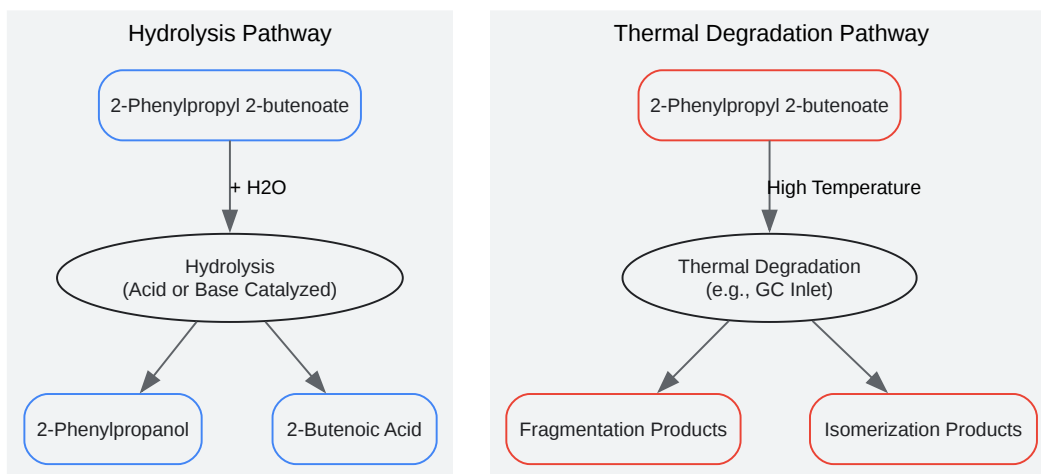 Hydrolysis Pathway
2-Phenylpropyl 2-butenoate
+ H2O
Hydrolysis
(Acid or Base Catalyzed)
2-Phenylpropanol
2-Butenoic Acid
Thermal Degradation Pathway
2-Phenylpropyl 2-butenoate
High Temperature
Thermal Degradation
(e.g., GC Inlet)
Fragmentation Products
Isomerization Products